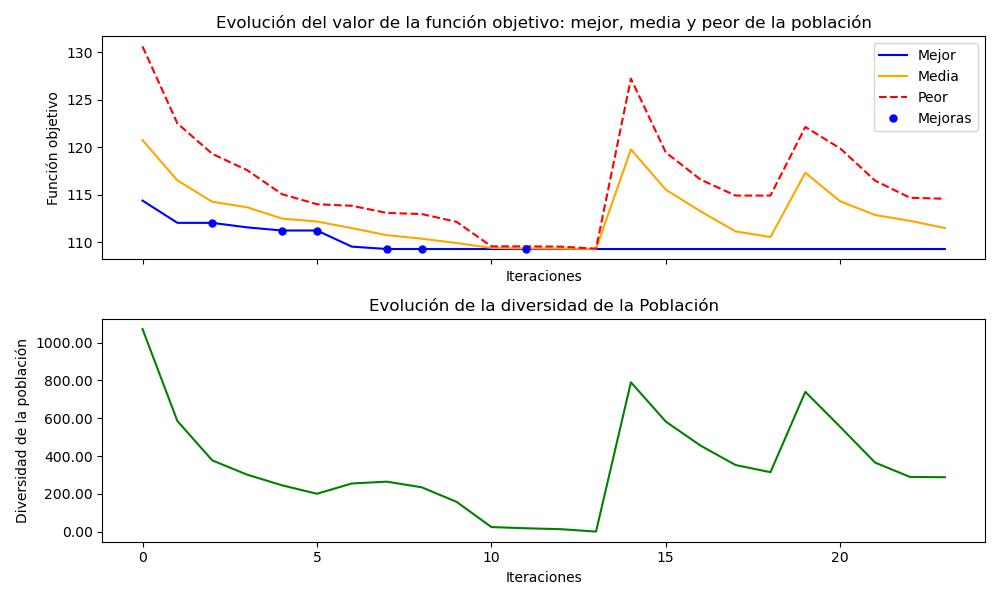 Evolución del valor de la función objetivo: mejor, media y peor de la población
130
125
120
115
110
Función objetivo
Mejor
Media
Peor
Mejoras
Iteraciones
Evolución de la diversidad de la Población
1000.00
800.00
600.00
400.00
200.00
0.00
Diversidad de la población
0 5 10 15 20
Iteraciones